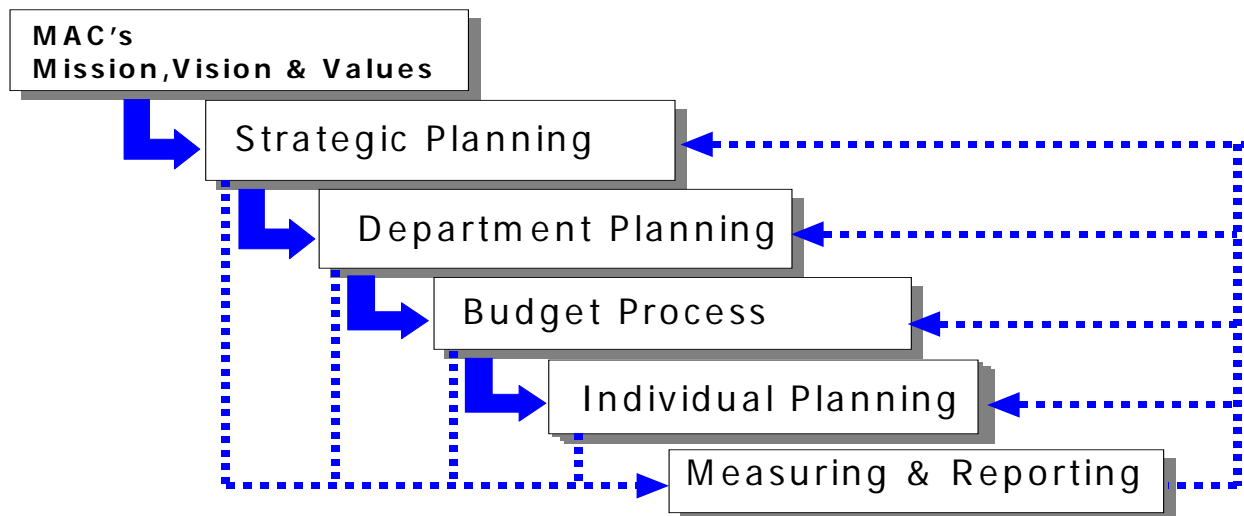 MAC's
Mission,Vision & Values
Strategic Planning
Department Planning
Budget Process
Individual Planning
Measuring & Reporting